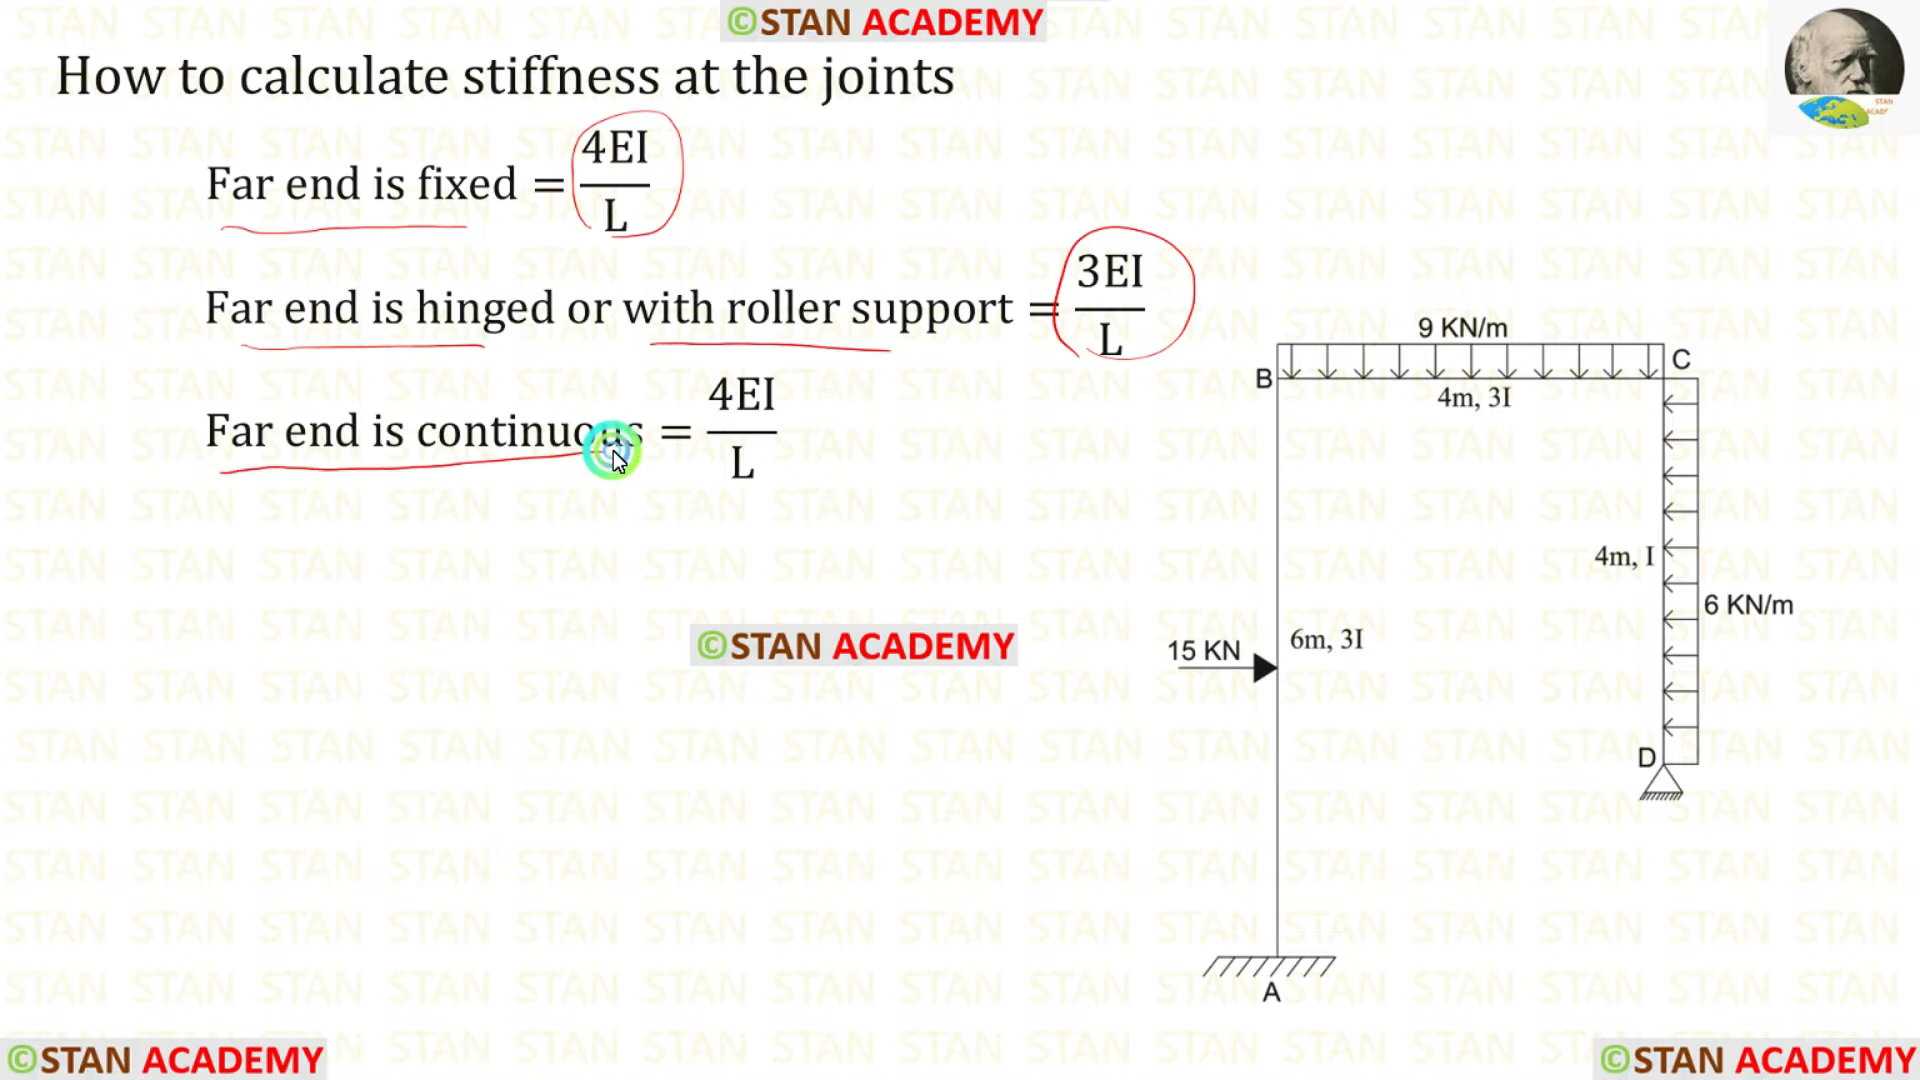 ©STAN ACADEMY
How to calculate stiffness at the joints
Far end is fixed = 4EI
L
Far end is hinged or with roller support = 3EI
L
Far end is continuous = 4EI
L
9 KN/m
B
C
4m, 3I
4m, I
6 KN/m
15 KN
6m, 3I
D
A
©STAN ACADEMY
©STAN ACADEMY
©STAN ACADEMY
STAN
ACADY